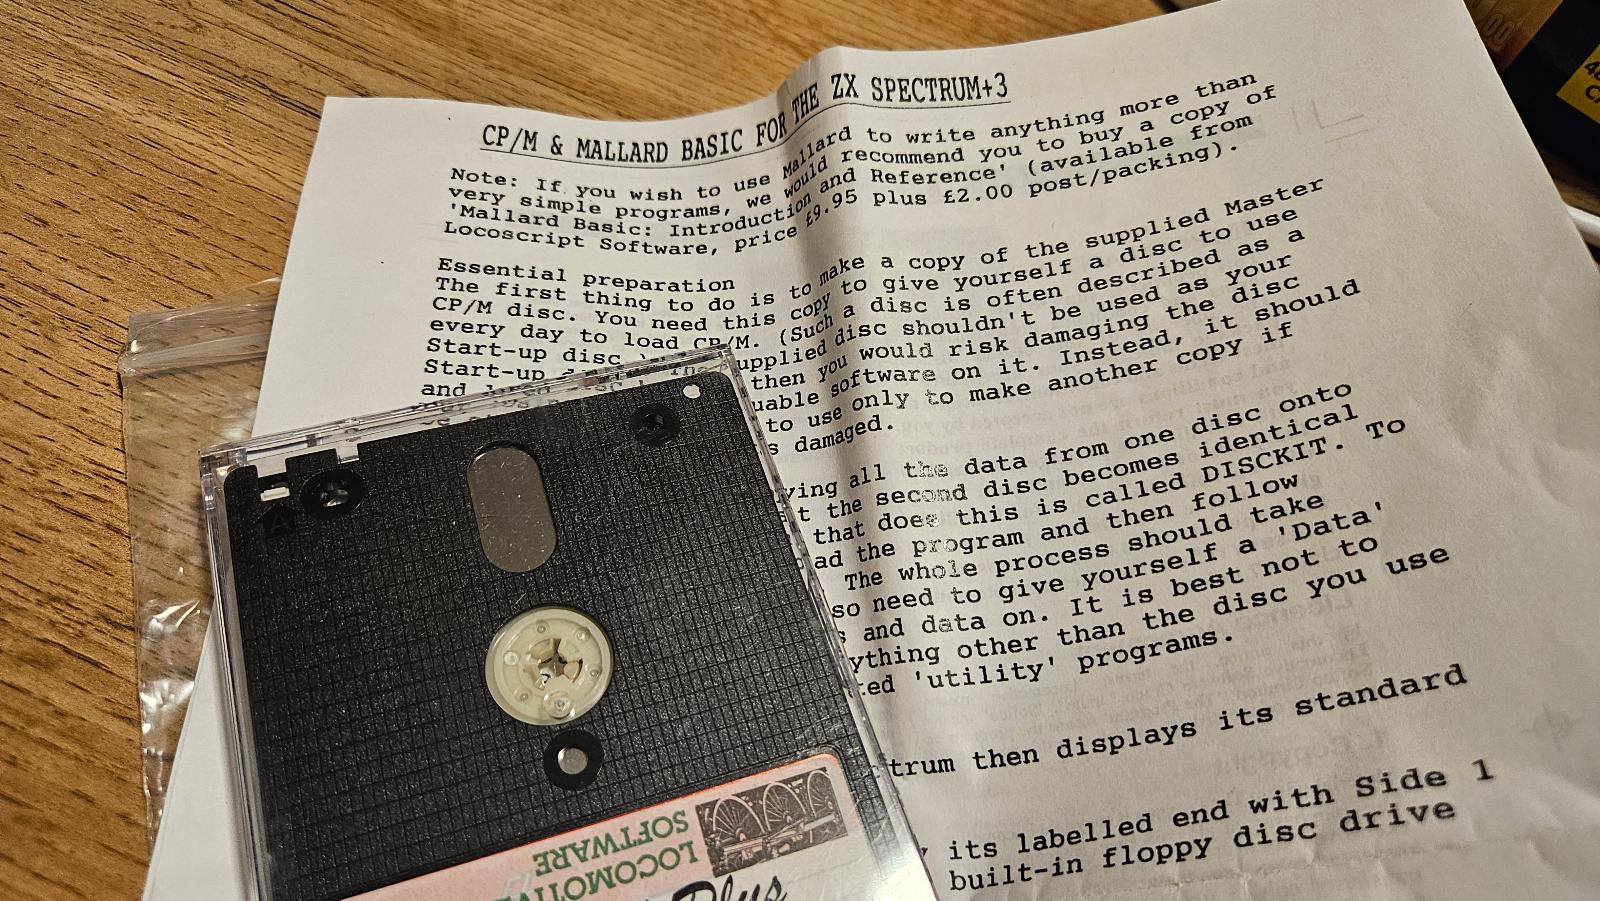 CP/M & MALLARD BASIC FOR THE ZX SPECTRUM+3
Note: If you wish to use Mallard to write anything more than
very simple programs, we would recommend you to buy a copy of
'Mallard Basic: Introduction and Reference' (available from
Locoscript Software, price £9.95 plus £2.00 post/packing).
Essential preparation
The first thing to do is to make a copy of the supplied Master
CP/M disc. You need this copy to give yourself a disc to use
every day to load CP/M. (Such a disc is often described as a
Start-up disc supplied disc shouldn't be used as your
Start-up then you would risk damaging the disc
and software on it. Instead, it should
to use only to make another copy if
damaged.
all the data from one disc onto
the second disc becomes identical
that does this is called DISCKIT. To
the program and then follow
The whole process should take
need to give yourself a 'Data'
and data on. It is best not to
other than the disc you use
'utility' programs.
then displays its standard
its labelled end with Side 1
built-in floppy disc drive
A
LOCOMOTIVE
SOFTWARE
Plus